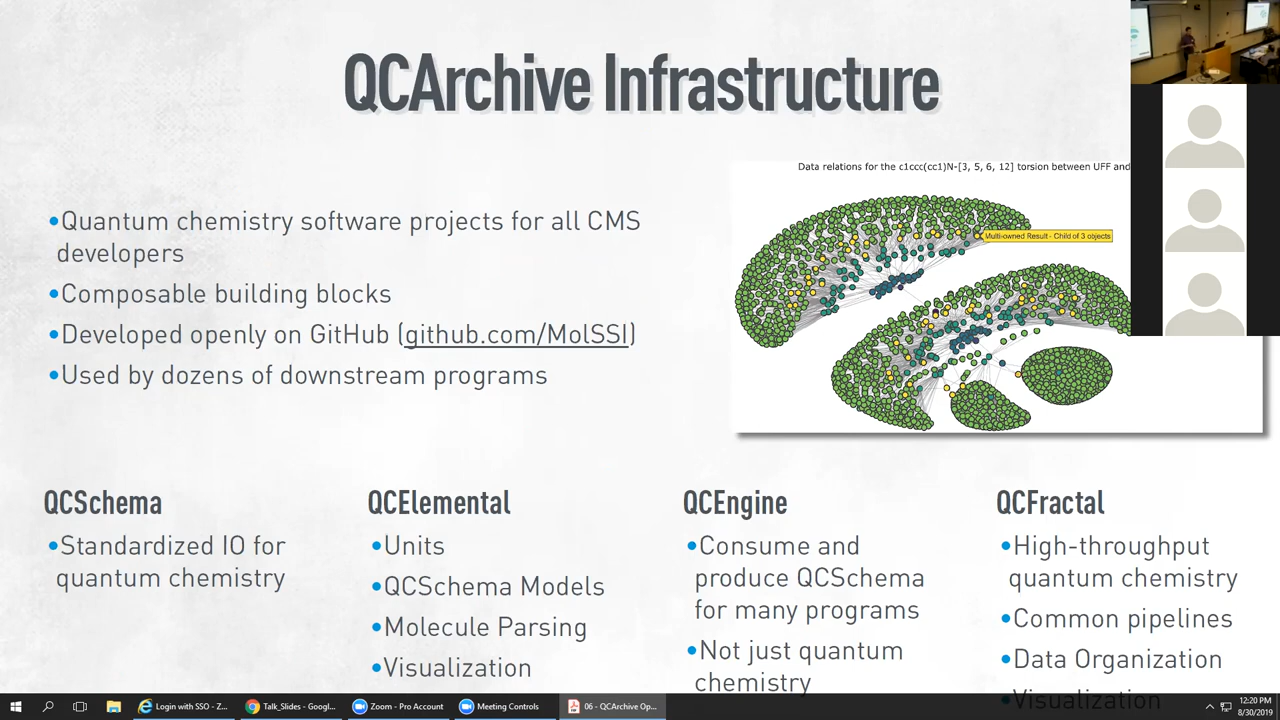 QCArchive Infrastructure
Data relations for the c1ccc(cc1)N-[3, 5, 6, 12] torsion between UFF and
Multi-owned Result - Child of 3 objects
•Quantum chemistry software projects for all CMS
developers
•Composable building blocks
•Developed openly on GitHub (github.com/MolSSI)
•Used by dozens of downstream programs
QCSchema
•Standardized IO for
quantum chemistry
QCElemental
•Units
•QCSchema Models
•Molecule Parsing
•Visualization
QCEngine
•Consume and
produce QCSchema
for many programs
•Not just quantum
chemistry
QCFractal
•High-throughput
quantum chemistry
•Common pipelines
•Data Organization
•Visualization
Login with SSO - Z...
Talk_Slides - Googl...
Zoom - Pro Account
Meeting Controls
06 - QCArchive Op...
12:20 PM
8/30/2019